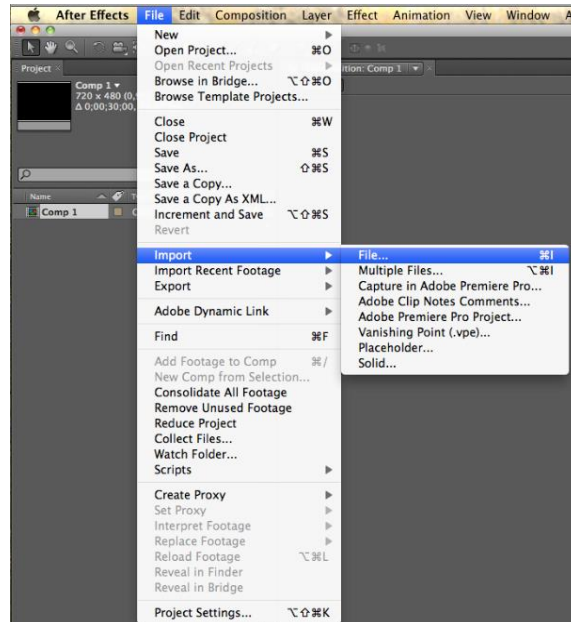 After Effects File Edit Composition Layer Effect Animation View Window A
Project
Comp 1
720 x 480 (0,
Δ 0;00;30;00,
Name
Comp 1
New
Open Project... ⌘O
Open Recent Projects
Browse in Bridge... ⌥⇧⌘O
Browse Template Projects...
Close ⌘W
Close Project
Save ⌘S
Save As... ⇧⌘S
Save a Copy...
Save a Copy As XML...
Increment and Save ⌥⇧⌘S
Revert
Import
Import Recent Footage
Export
Adobe Dynamic Link
Find ⌘F
Add Footage to Comp ⌘/
New Comp from Selection...
Consolidate All Footage
Remove Unused Footage
Reduce Project
Collect Files...
Watch Folder...
Scripts
Create Proxy
Set Proxy
Interpret Footage
Replace Footage
Reload Footage ⌥⌘L
Reveal in Finder
Reveal in Bridge
Project Settings... ⌥⇧⌘K
ition: Comp 1
File... ⌘I
Multiple Files... ⌥⌘I
Capture in Adobe Premiere Pro...
Adobe Clip Notes Comments...
Adobe Premiere Pro Project...
Vanishing Point (.vpe)...
Placeholder...
Solid...